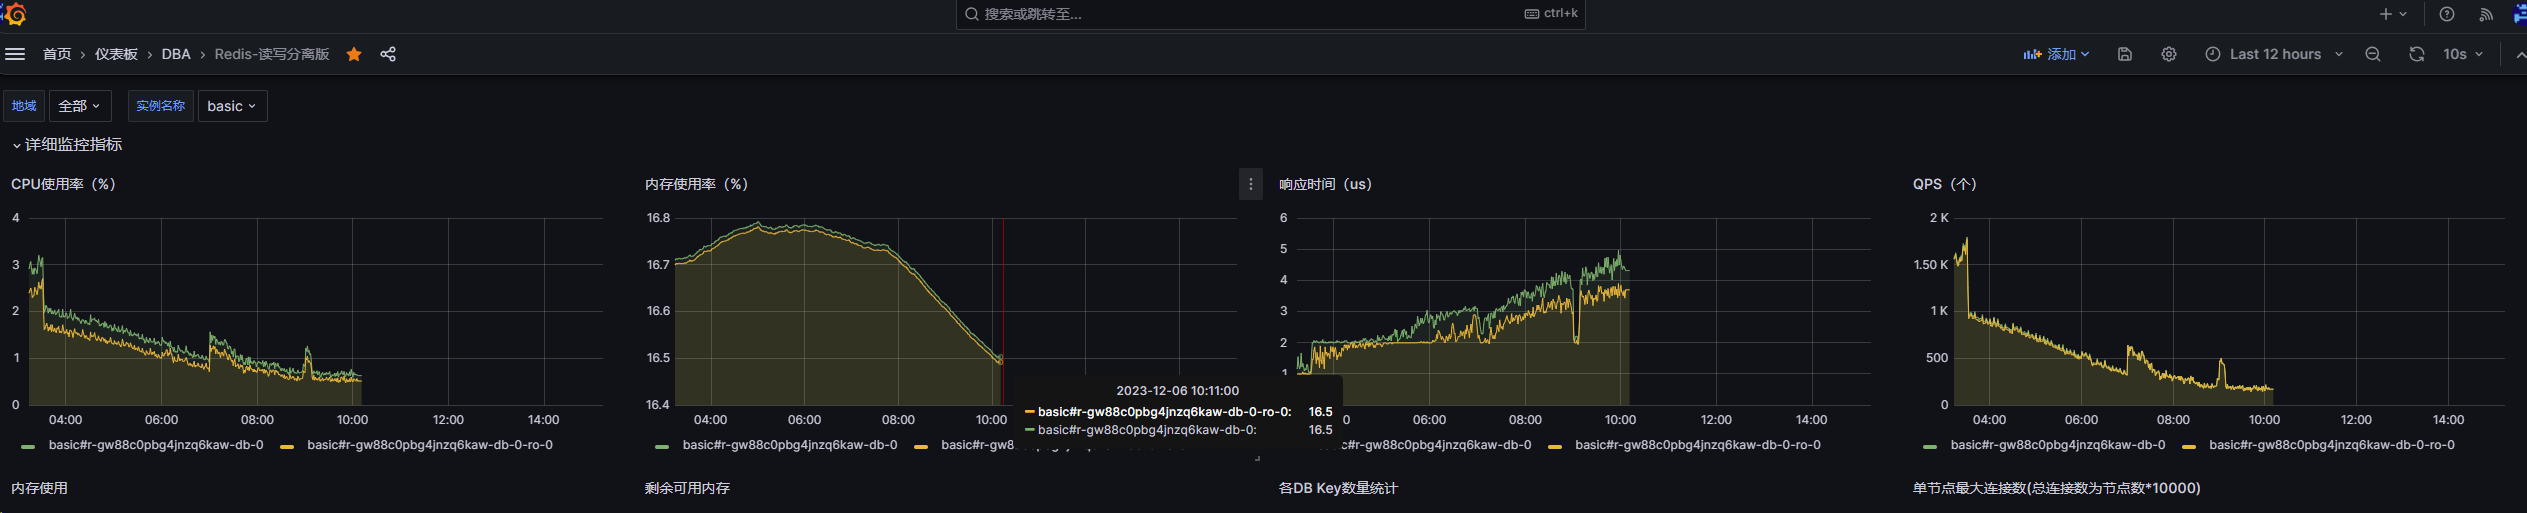 搜索或跳转至...
ctrl+k
首页 › 仪表板 › DBA › Redis-读写分离版
添加
Last 12 hours
10s
地域 全部
实例名称 basic
详细监控指标
CPU使用率（%）
4
3
2
1
0
04:00 06:00 08:00 10:00 12:00 14:00
basic#r-gw88c0pbg4jnzq6kaw-db-0 basic#r-gw88c0pbg4jnzq6kaw-db-0-ro-0
内存使用率（%）
16.8
16.7
16.6
16.5
16.4
04:00 06:00 08:00 10:00
basic#r-gw88c0pbg4jnzq6kaw-db-0
2023-12-06 10:11:00
basic#r-gw88c0pbg4jnzq6kaw-db-0-ro-0: 16.5
basic#r-gw88c0pbg4jnzq6kaw-db-0: 16.5
响应时间（us）
6
5
4
3
2
1
06:00 08:00 10:00 12:00 14:00
c#r-gw88c0pbg4jnzq6kaw-db-0 basic#r-gw88c0pbg4jnzq6kaw-db-0-ro-0
QPS（个）
2 K
1.50 K
1 K
500
0
04:00 06:00 08:00 10:00 12:00 14:00
basic#r-gw88c0pbg4jnzq6kaw-db-0 basic#r-gw88c0pbg4jnzq6kaw-db-0-ro-0
内存使用
剩余可用内存
各DB Key数量统计
单节点最大连接数(总连接数为节点数*10000)